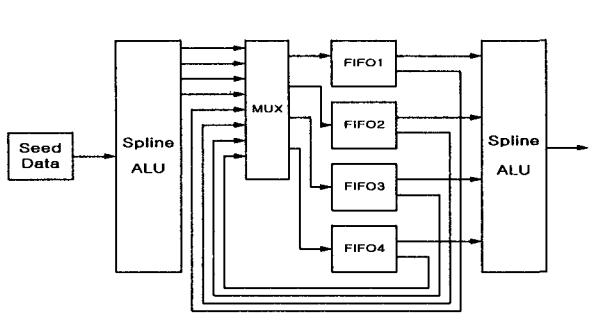 Seed
Data
Spline
ALU
MUX
FIFO1
FIFO2
FIFO3
FIFO4
Spline
ALU